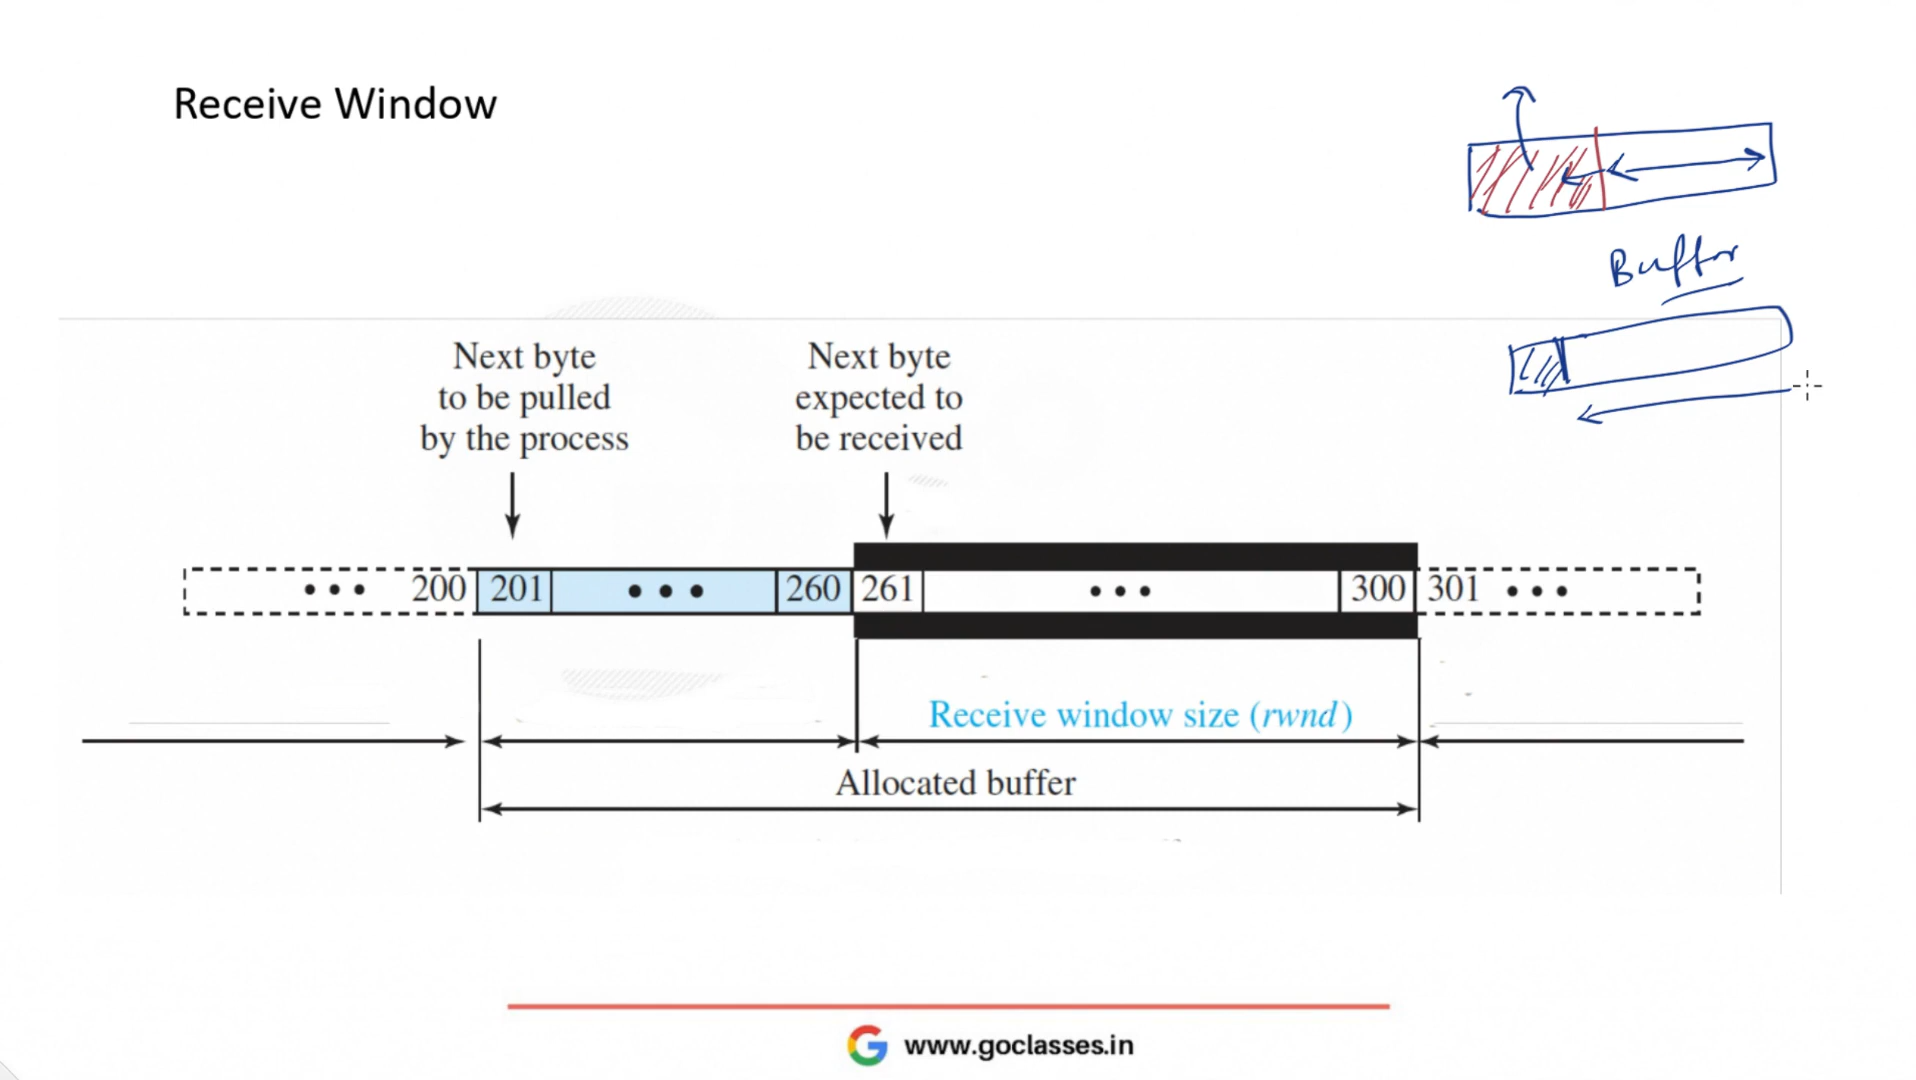 Receive Window
Buffer
Next byte
to be pulled
by the process
Next byte
expected to
be received
••• 200 201 ••• 260 261 ••• 300 301 •••
Receive window size (rwnd)
Allocated buffer
www.goclasses.in